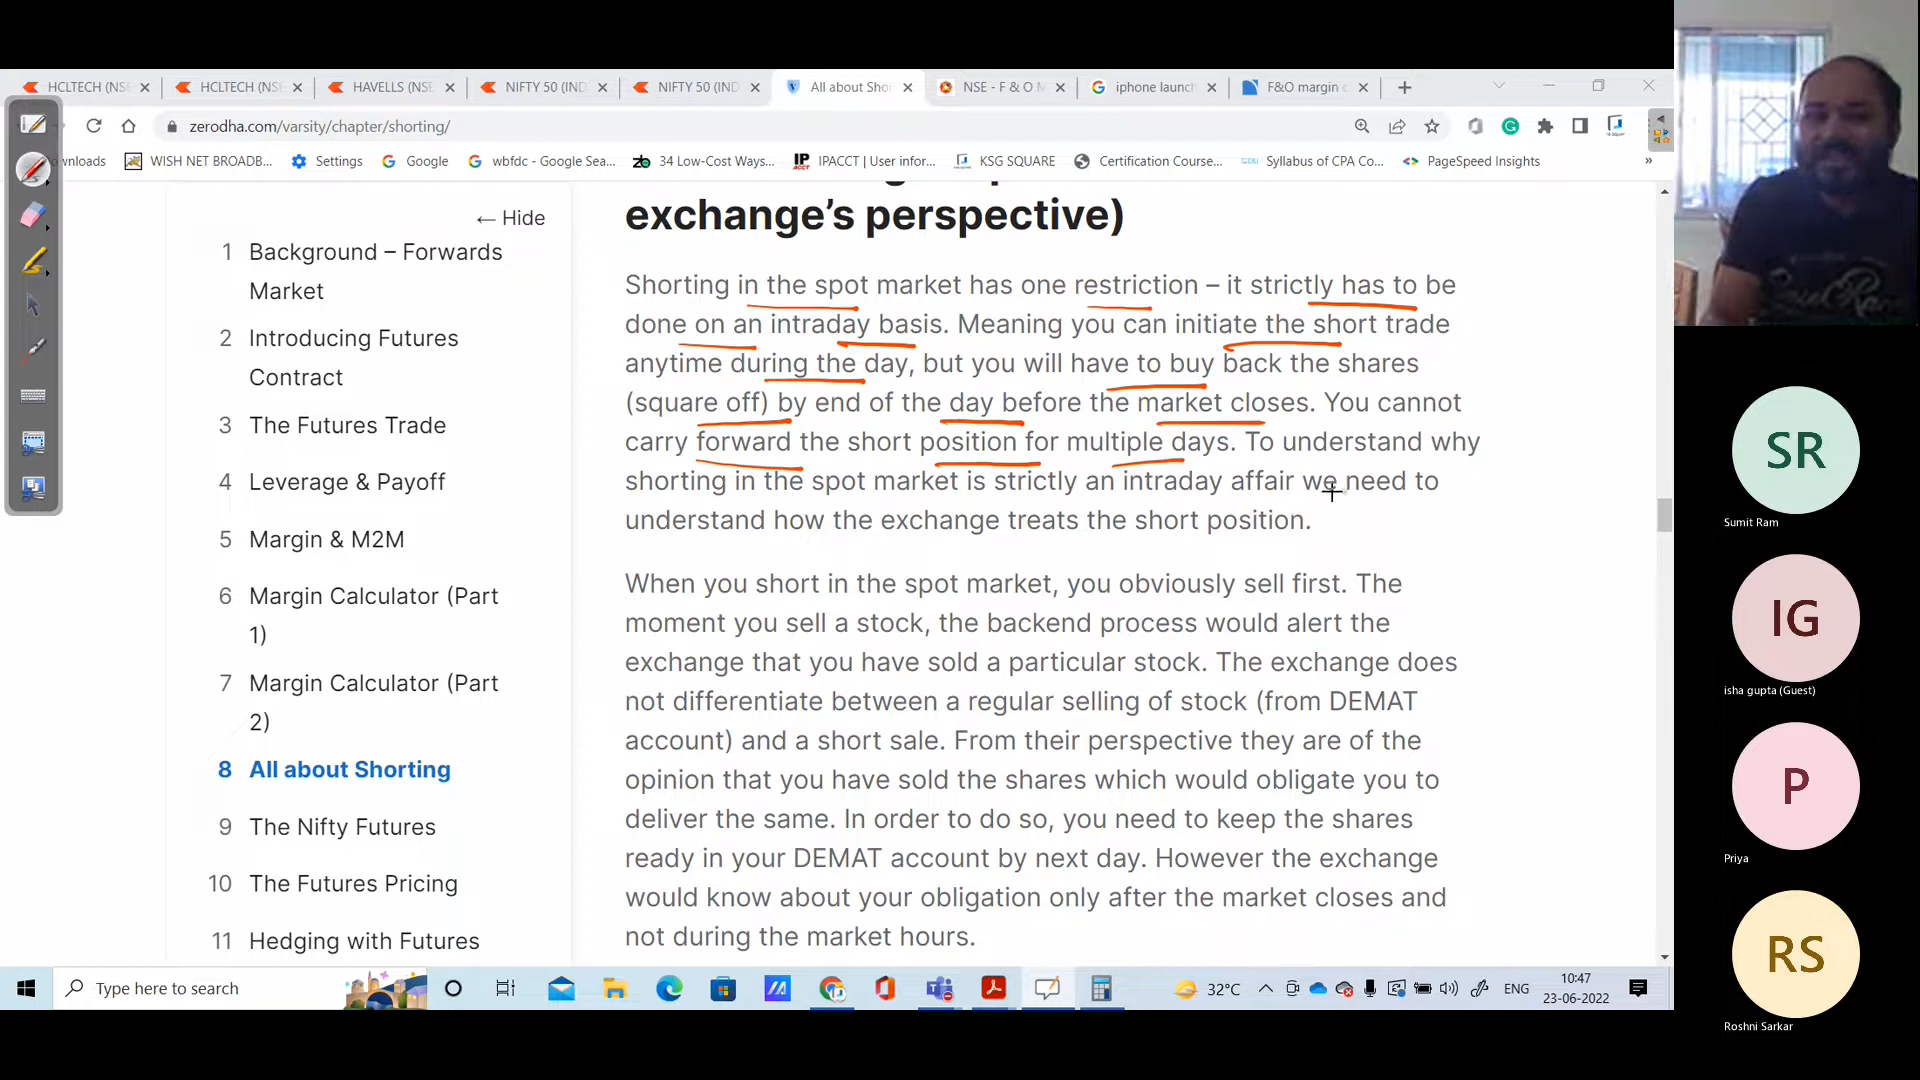 HCLTECH (NSE
HCLTECH (NSE
HAVELLS (NSE
NIFTY 50 (IND
NIFTY 50 (IND
All about Shor
NSE - F & O M
iphone launch
F&O margin c
zerodha.com/varsity/chapter/shorting/
wnloads
WISH NET BROADB...
Settings
Google
wbfdc - Google Sea...
34 Low-Cost Ways...
IPACCT | User infor...
KSG SQUARE
Certification Course...
Syllabus of CPA Co...
PageSpeed Insights
»
← Hide
1 Background – Forwards
Market
2 Introducing Futures
Contract
3 The Futures Trade
4 Leverage & Payoff
5 Margin & M2M
6 Margin Calculator (Part
1)
7 Margin Calculator (Part
2)
8 All about Shorting
9 The Nifty Futures
10 The Futures Pricing
11 Hedging with Futures
exchange’s perspective)
Shorting in the spot market has one restriction – it strictly has to be
done on an intraday basis. Meaning you can initiate the short trade
anytime during the day, but you will have to buy back the shares
(square off) by end of the day before the market closes. You cannot
carry forward the short position for multiple days. To understand why
shorting in the spot market is strictly an intraday affair we need to
understand how the exchange treats the short position.
When you short in the spot market, you obviously sell first. The
moment you sell a stock, the backend process would alert the
exchange that you have sold a particular stock. The exchange does
not differentiate between a regular selling of stock (from DEMAT
account) and a short sale. From their perspective they are of the
opinion that you have sold the shares which would obligate you to
deliver the same. In order to do so, you need to keep the shares
ready in your DEMAT account by next day. However the exchange
would know about your obligation only after the market closes and
not during the market hours.
SR
Sumit Ram
IG
isha gupta (Guest)
P
Priya
RS
Roshni Sarkar
Type here to search
32°C
ENG
10:47
23-06-2022